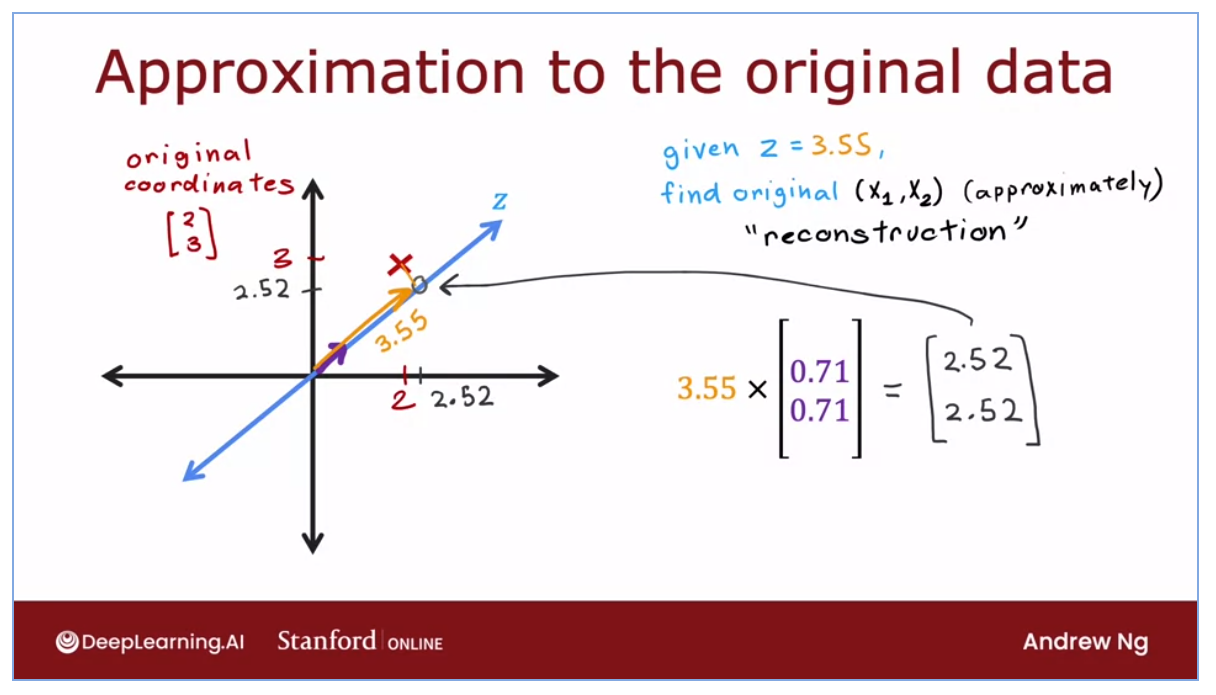 Approximation to the original data
original
coordinates
[2
3]
3
2.52
z
3.55
2
2.52
given z = 3.55,
find original (x₁,x₂) (approximately)
"reconstruction"
3.55 × [0.71
0.71] = [2.52
2.52]
DeepLearning.AI
Stanford | ONLINE
Andrew Ng